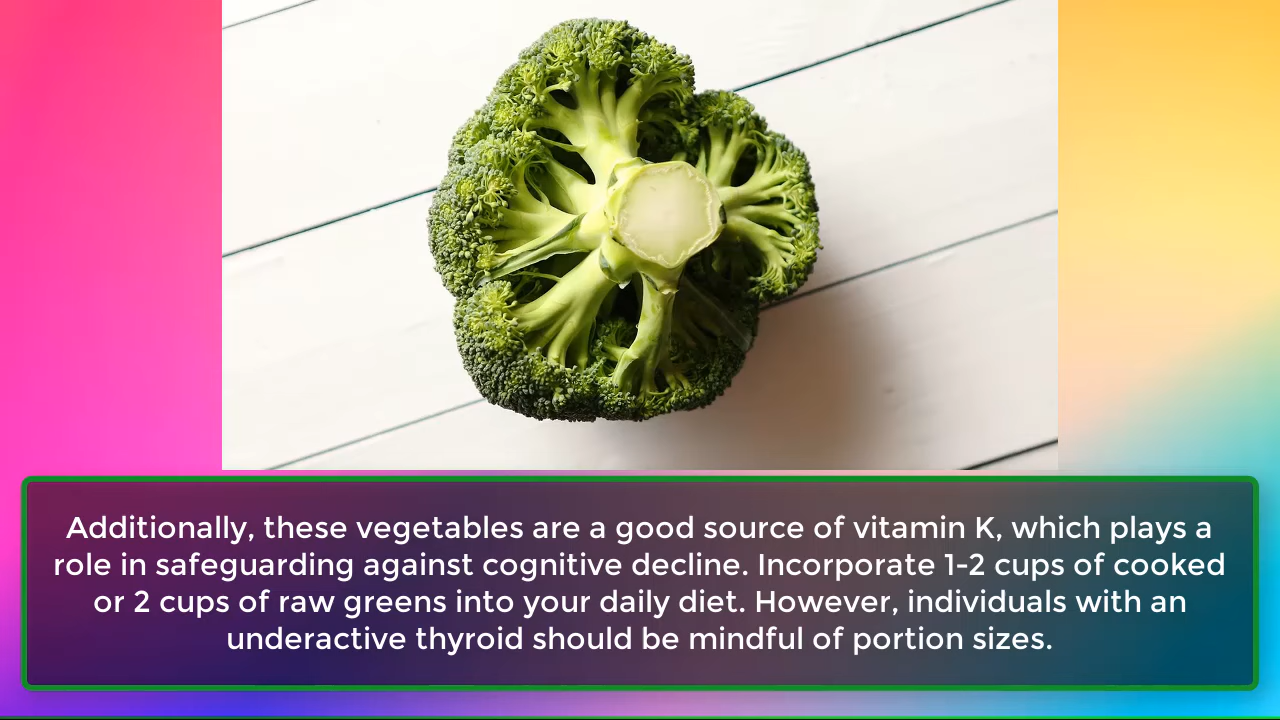 Additionally, these vegetables are a good source of vitamin K, which plays a
role in safeguarding against cognitive decline. Incorporate 1-2 cups of cooked
or 2 cups of raw greens into your daily diet. However, individuals with an
underactive thyroid should be mindful of portion sizes.